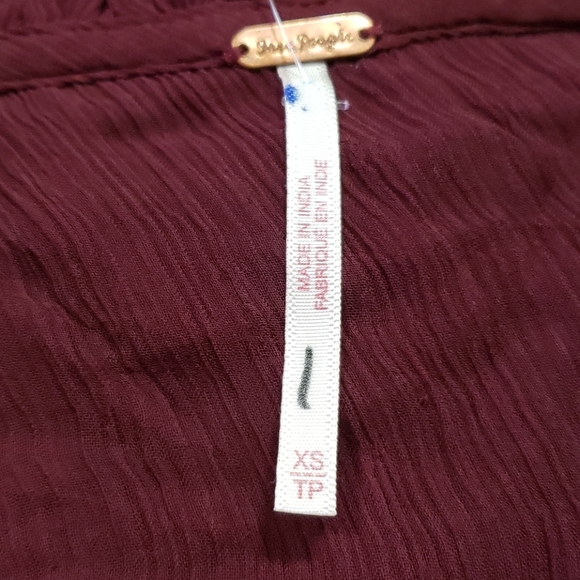 Free People
MADE IN INDIA
FABRIQUÉ EN INDE
XS
TP